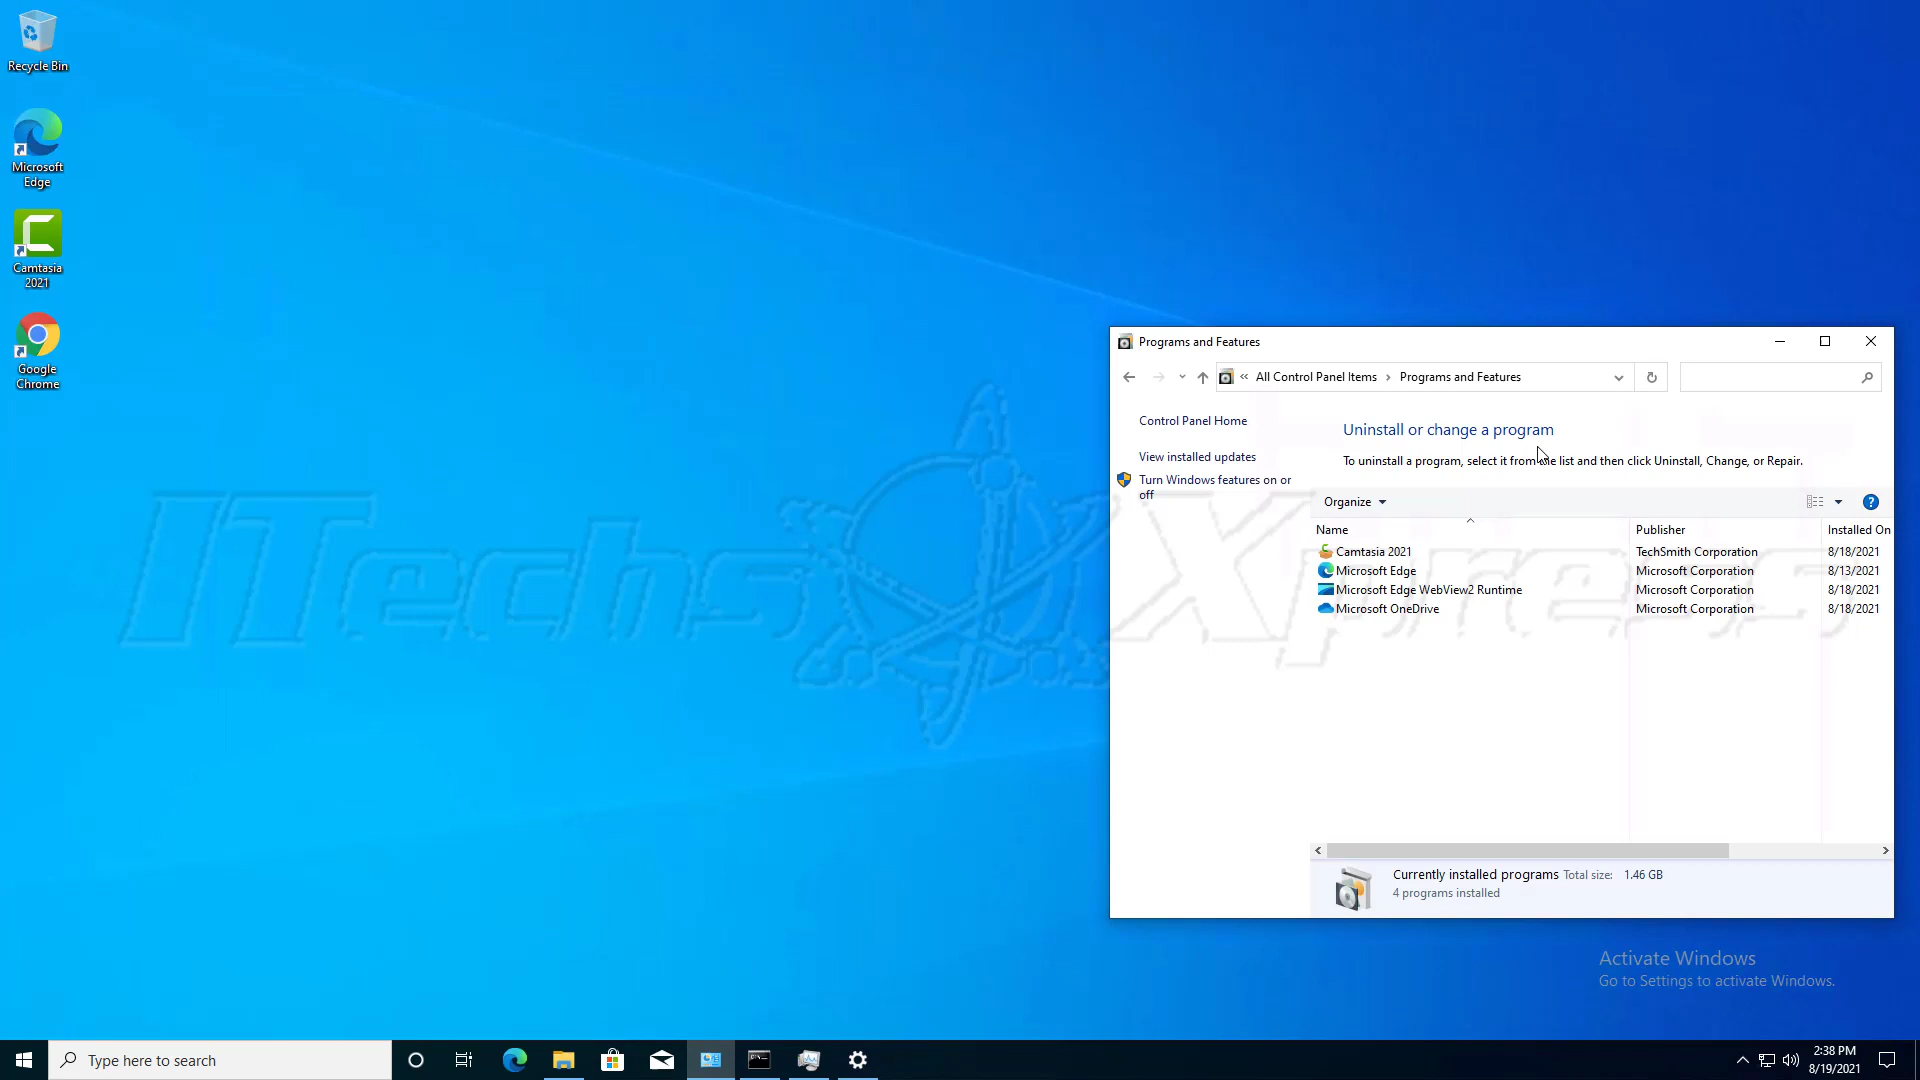 Recycle Bin
Microsoft
Edge
Camtasia
2021
Google
Chrome
ITechs Xpress
Programs and Features
« All Control Panel Items › Programs and Features
Control Panel Home
View installed updates
Turn Windows features on or
off
Uninstall or change a program
To uninstall a program, select it from the list and then click Uninstall, Change, or Repair.
Organize
Name Publisher Installed On
Camtasia 2021 TechSmith Corporation 8/18/2021
Microsoft Edge Microsoft Corporation 8/13/2021
Microsoft Edge WebView2 Runtime Microsoft Corporation 8/18/2021
Microsoft OneDrive Microsoft Corporation 8/18/2021
Currently installed programs Total size: 1.46 GB
4 programs installed
Activate Windows
Go to Settings to activate Windows.
Type here to search
2:38 PM
8/19/2021